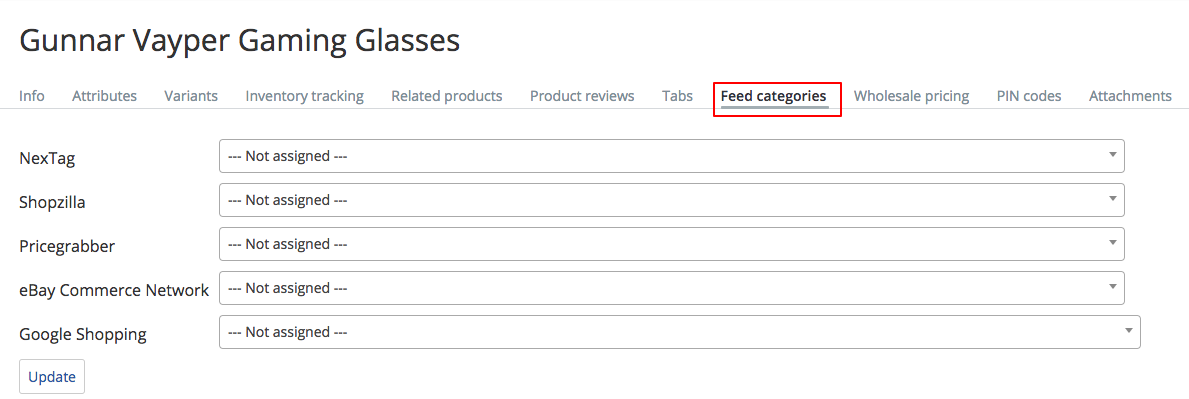 Gunnar Vayper Gaming Glasses
Info Attributes Variants Inventory tracking Related products Product reviews Tabs Feed categories Wholesale pricing PIN codes Attachments
NexTag --- Not assigned ---
Shopzilla --- Not assigned ---
Pricegrabber --- Not assigned ---
eBay Commerce Network --- Not assigned ---
Google Shopping --- Not assigned ---
Update